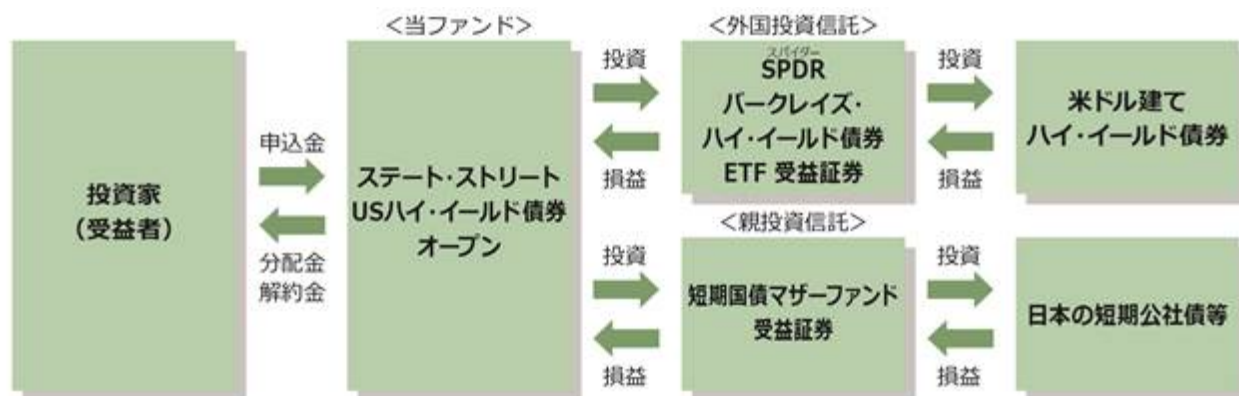 投資家
（受益者）
申込金
分配金
解約金
＜当ファンド＞
ステート・ストリート
USハイ・イールド債券
オープン
投資
損益
投資
損益
＜外国投資信託＞
スパイダー
SPDR
バークレイズ・
ハイ・イールド債券
ETF 受益証券
＜親投資信託＞
短期国債マザーファンド
受益証券
投資
損益
投資
損益
米ドル建て
ハイ・イールド債券
日本の短期公社債等